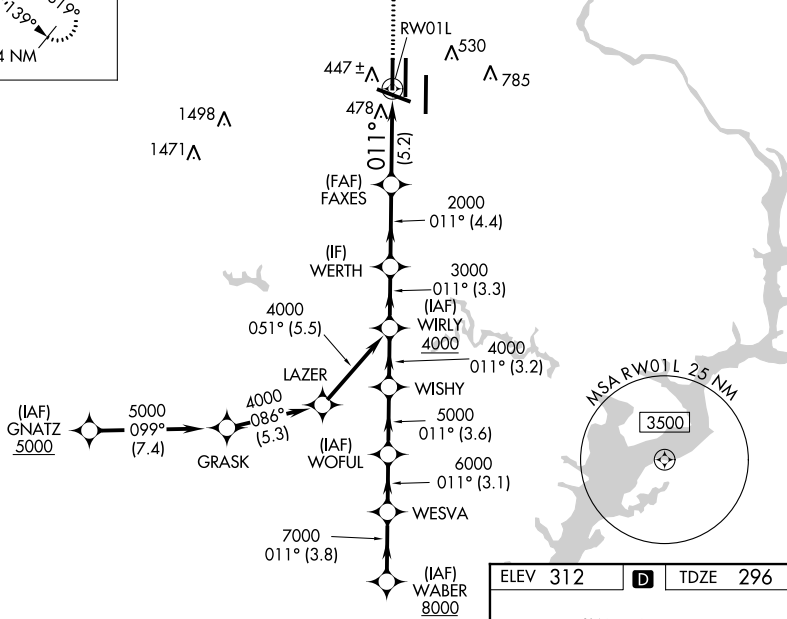 139°
019°
4 NM
RW01L
530
447 ±
785
478
1498
1471
011°
(5.2)
(FAF)
FAXES
2000
011° (4.4)
(IF)
WERTH
3000
011° (3.3)
4000
051° (5.5)
(IAF)
WIRLY
4000
4000
011° (3.2)
LAZER
WISHY
MSA RW01L 25 NM
3500
(IAF)
GNATZ
5000
5000
099°
(7.4)
4000
086°
(5.3)
GRASK
5000
011° (3.6)
(IAF)
WOFUL
6000
011° (3.1)
WESVA
7000
011° (3.8)
(IAF)
WABER
8000
ELEV 312
D
TDZE 296